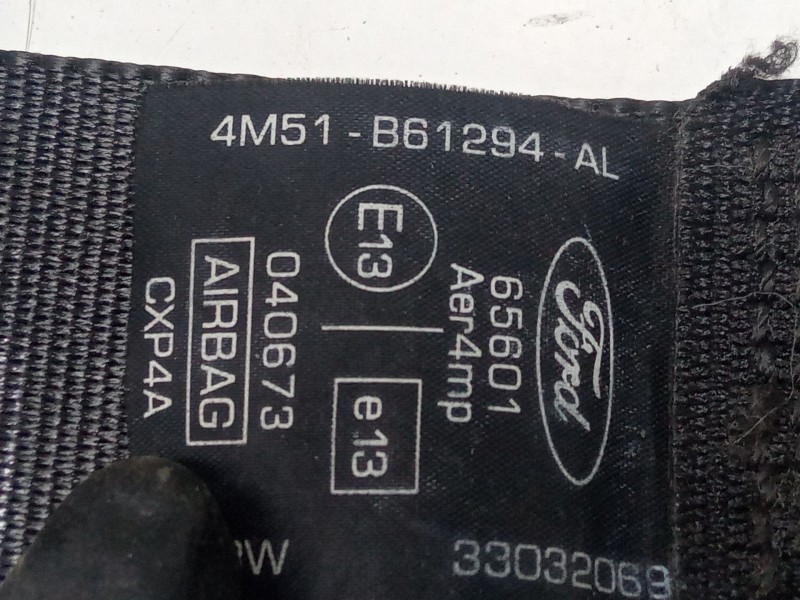 4M51-B61294-AL
Ford
65601
Aer4mp
E13
e13
040673
AIRBAG
CXP4A
33032069